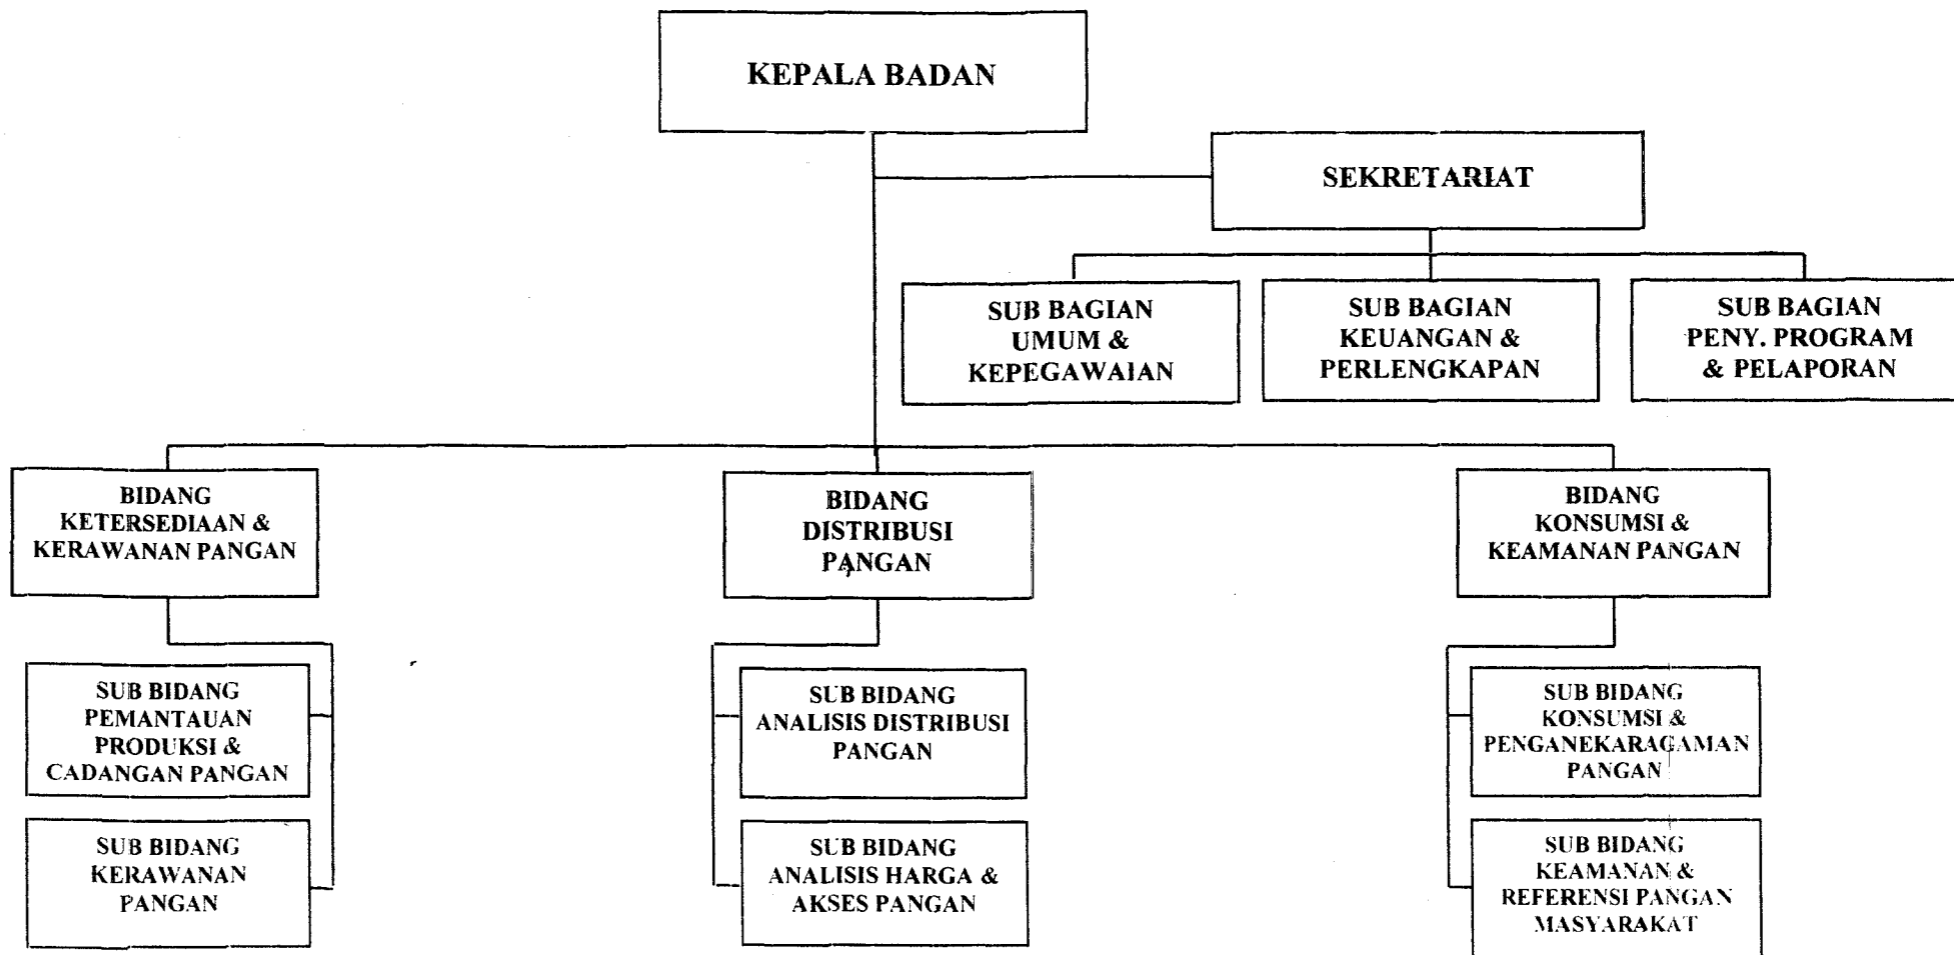 KEPALA BADAN
SEKRETARIAT
SUB BAGIAN
UMUM &
KEPEGAWAIAN
SUB BAGIAN
KEUANGAN &
PERLENGKAPAN
SUB BAGIAN
PENY. PROGRAM
& PELAPORAN
BIDANG
KETERSEDIAAN &
KERAWANAN PANGAN
BIDANG
DISTRIBUSI
PANGAN
BIDANG
KONSUMSI &
KEAMANAN PANGAN
SUB BIDANG
PEMANTAUAN
PRODUKSI &
CADANGAN PANGAN
SUB BIDANG
KERAWANAN
PANGAN
SUB BIDANG
ANALISIS DISTRIBUSI
PANGAN
SUB BIDANG
ANALISIS HARGA &
AKSES PANGAN
SUB BIDANG
KONSUMSI &
PENGANEKARAGAMAN
PANGAN
SUB BIDANG
KEAMANAN &
REFERENSI PANGAN
MASYARAKAT